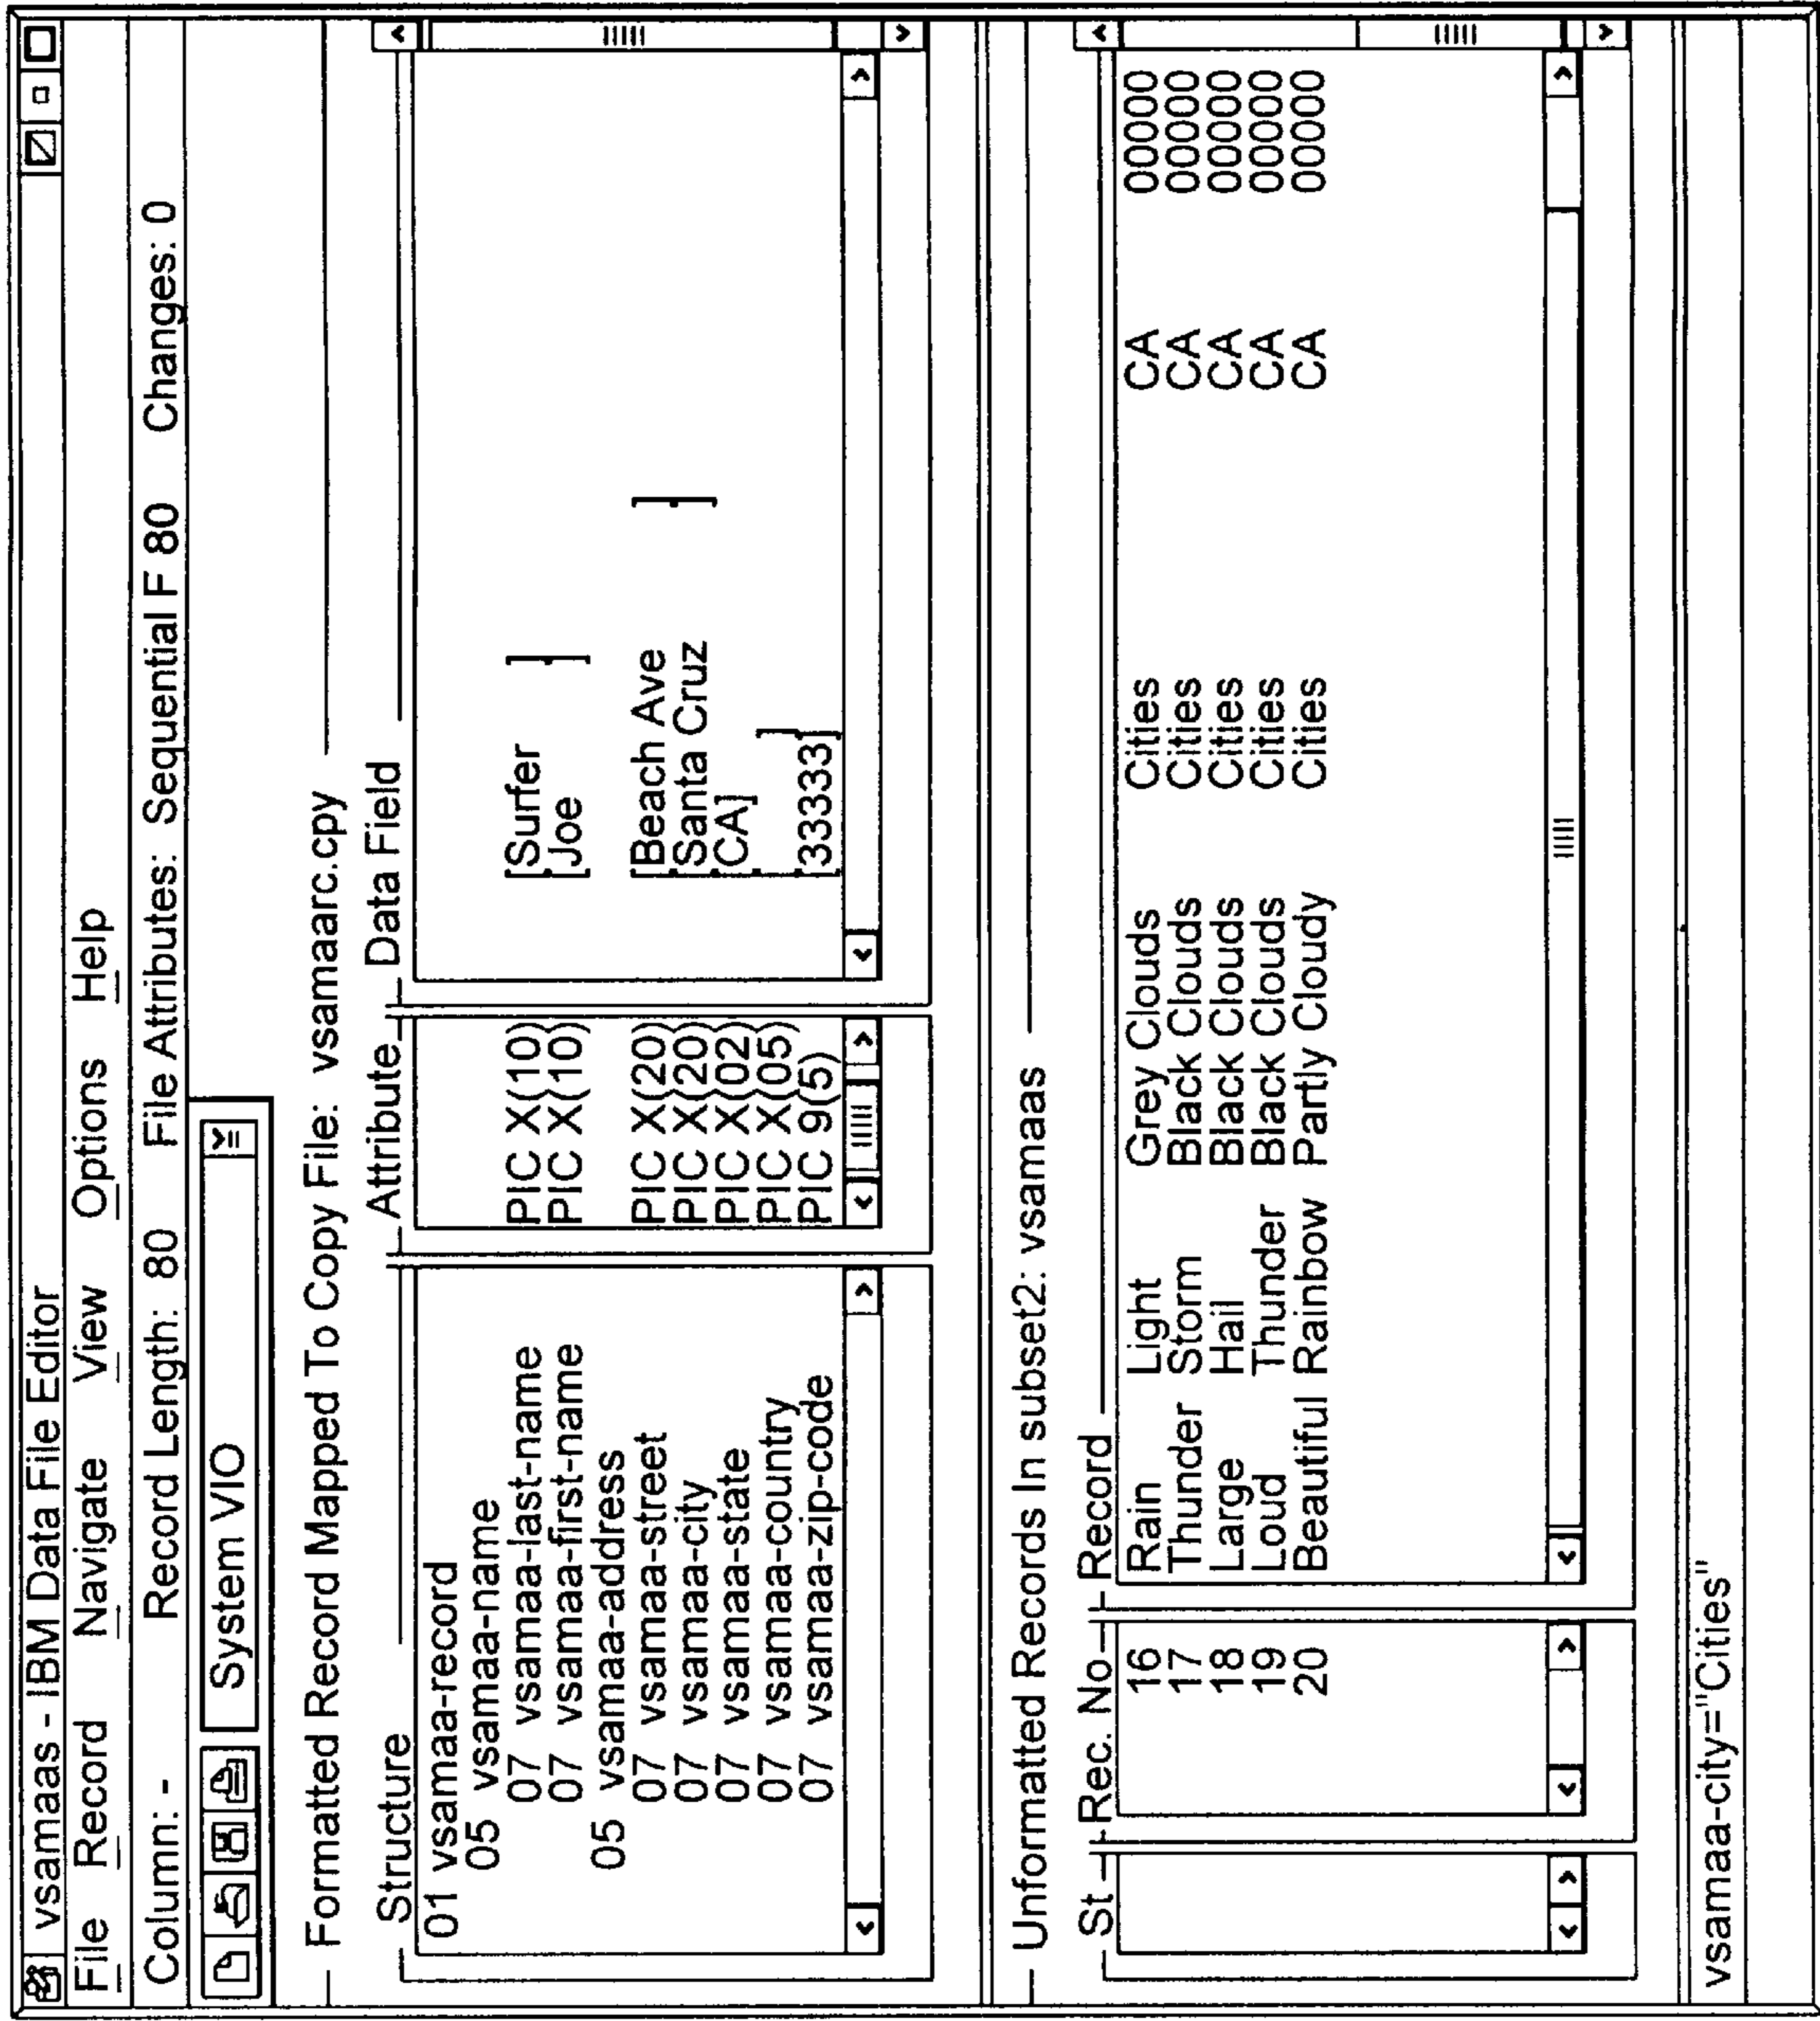 vsamaas - IBM Data File Editor
File Record Navigate View Options Help
Column: - Record Length: 80 File Attributes: Sequential F 80 Changes: 0
System VIO
Formatted Record Mapped To Copy File: vsamaarc.cpy
Structure Attribute Data Field
01 vsamaa-record
05 vsamaa-name
07 vsamaa-last-name PIC X(10) [Surfer ]
07 vsamaa-first-name PIC X(10) [Joe ]
05 vsamaa-address
07 vsamaa-street PIC X(20) [Beach Ave ]
07 vsamaa-city PIC X(20) [Santa Cruz ]
07 vsamaa-state PIC X(02) [CA]
07 vsamaa-country PIC X(05) [ ]
07 vsamaa-zip-code PIC 9(5) [33333]
Unformatted Records In subset2: vsamaas
St Rec. No Record
16 Rain Light Grey Clouds Cities CA 00000
17 Thunder Storm Black Clouds Cities CA 00000
18 Large Hail Black Clouds Cities CA 00000
19 Loud Thunder Black Clouds Cities CA 00000
20 Beautiful Rainbow Partly Cloudy Cities CA 00000
vsamaa-city="Cities"